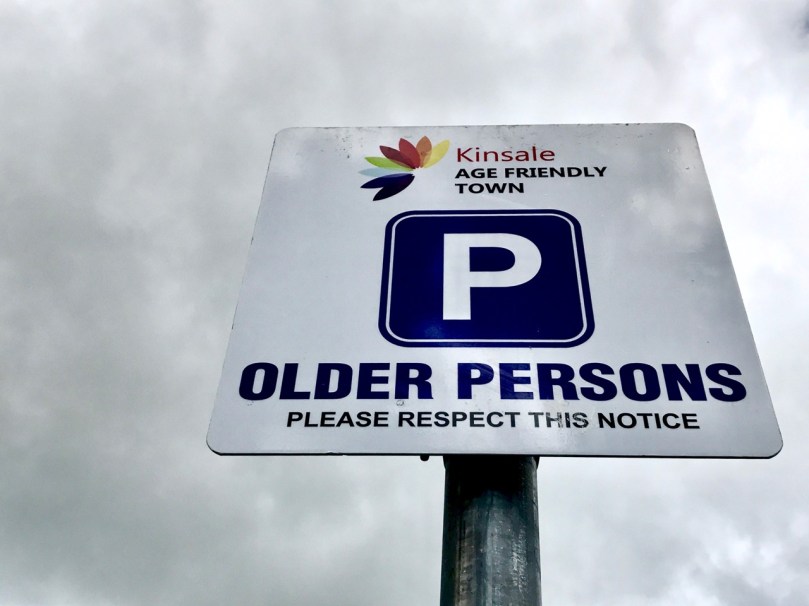 Kinsale
AGE FRIENDLY
TOWN
P
OLDER PERSONS
PLEASE RESPECT THIS NOTICE